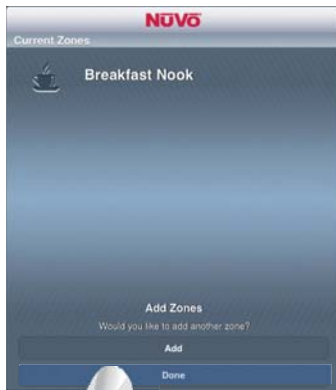 NUVO
Current Zones
Breakfast Nook
Add Zones
Would you like to add another zone?
Add
Done